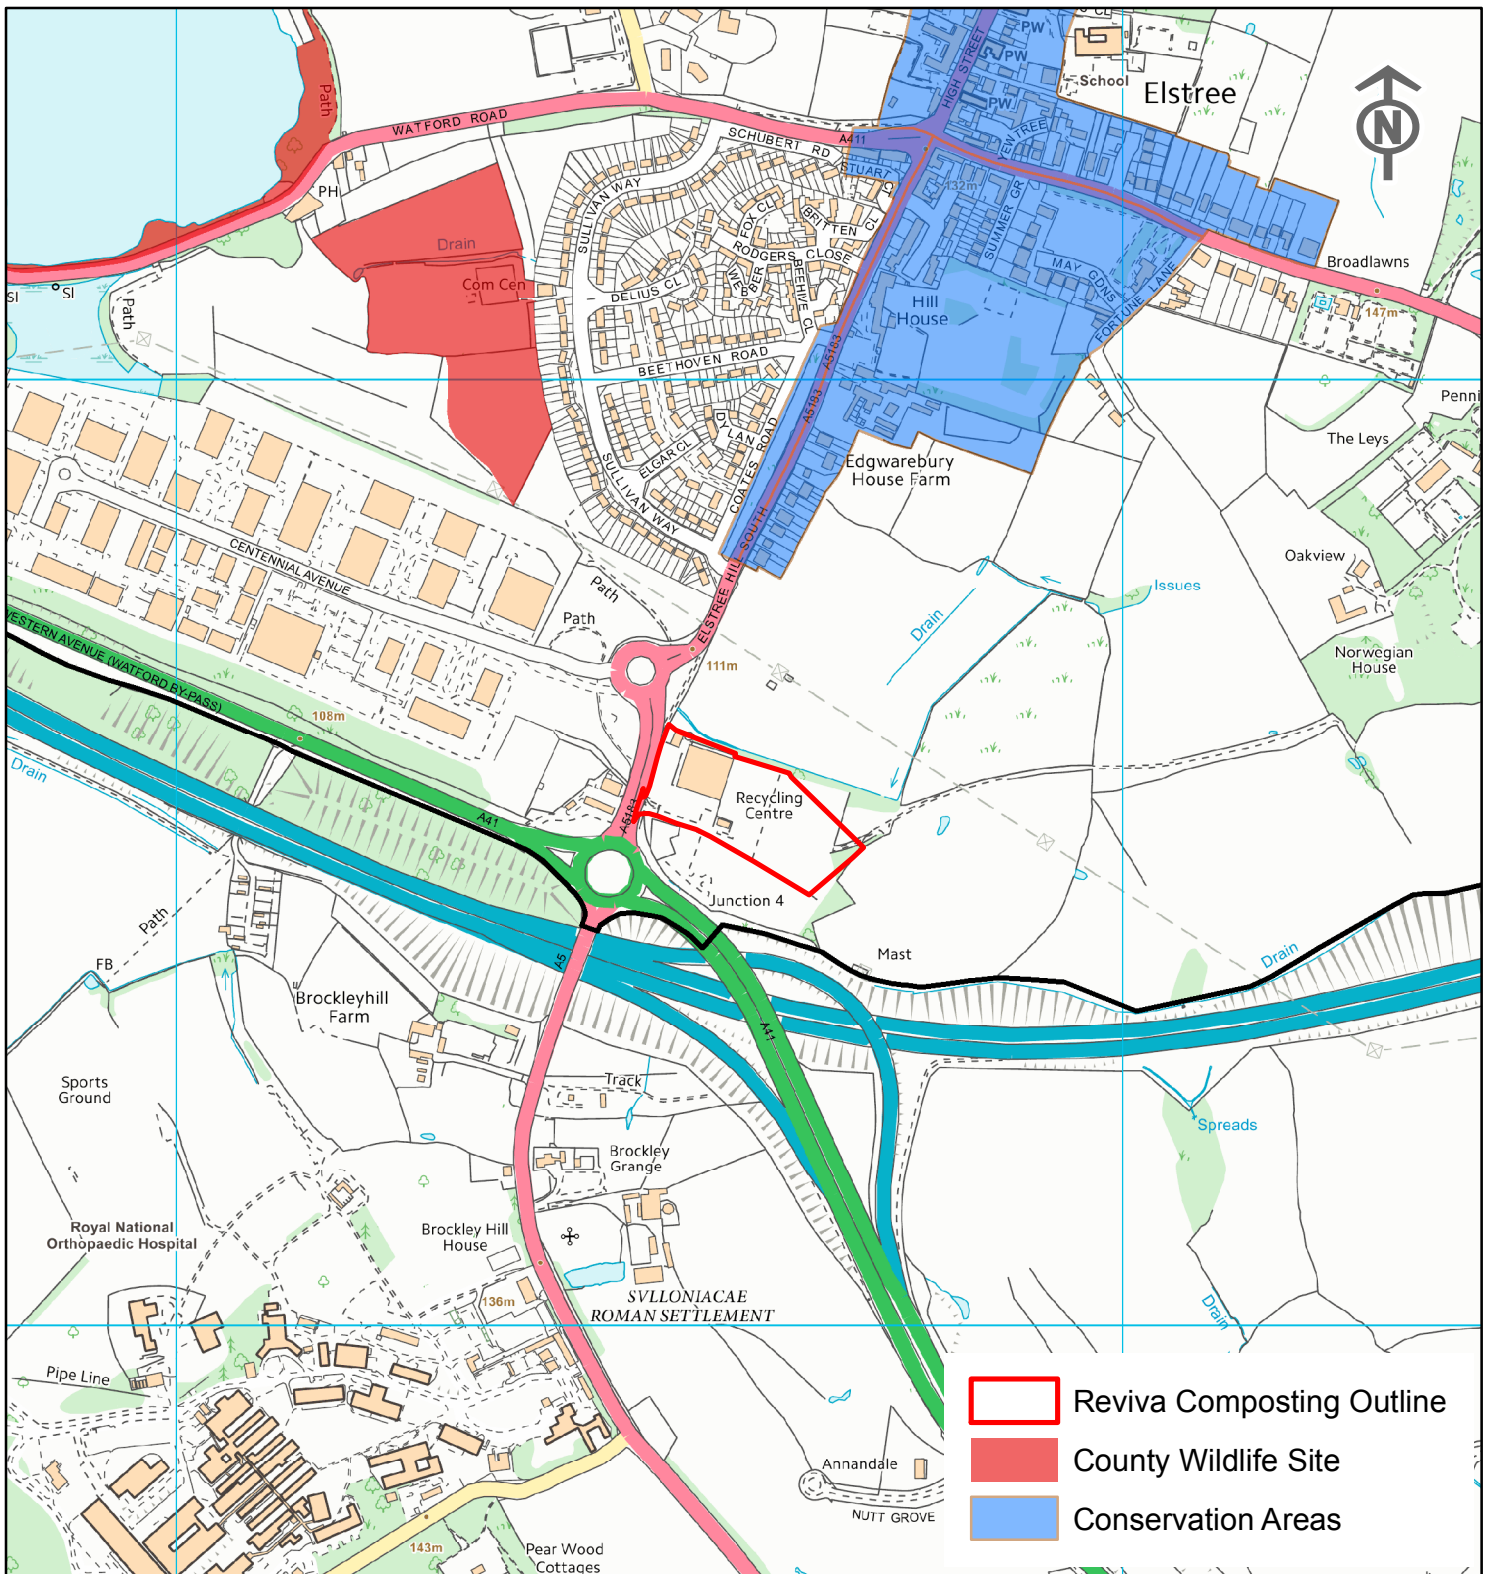 PW
PW
PW
School
Elstree
N
HIGH STREET
Path
WATFORD ROAD
SCHUBERT RD
A411
YEWTREE
STUART CT
132m
SUMMER GR
PH
SULLIVAN WAY
FOX CL
BRITTEN CL
RODGERS CLOSE
WEBBER
BEEHIVE CL
Drain
Com Cen
DELIUS CL
Hill
House
MAY GDNS
FORTUNE LANE
Broadlawns
147m
SI
SI
Path
BEETHOVEN ROAD
A5183
A5183
Penni
The Leys
DYLAN
ELGAR CL
COATES ROAD
SULLIVAN WAY
Edgwarebury
House Farm
ELSTREE HILL SOUTH
CENTENNIAL AVENUE
Path
Path
Oakview
Issues
Drain
Norwegian
House
111m
WESTERN AVENUE (WATFORD BY-PASS)
108m
Drain
A41
A5183
Recycling
Centre
Junction 4
Path
FB
A5
Mast
Drain
Brockleyhill
Farm
A41
Sports
Ground
Track
Spreads
Brockley
Grange
Royal National
Orthopaedic Hospital
Brockley Hill
House
136m
SVLLONIACAE
ROMAN SETTLEMENT
Drain
Pipe Line
Annandale
NUTT GROVE
143m
Pear Wood
Cottages
Reviva Composting Outline
County Wildlife Site
Conservation Areas